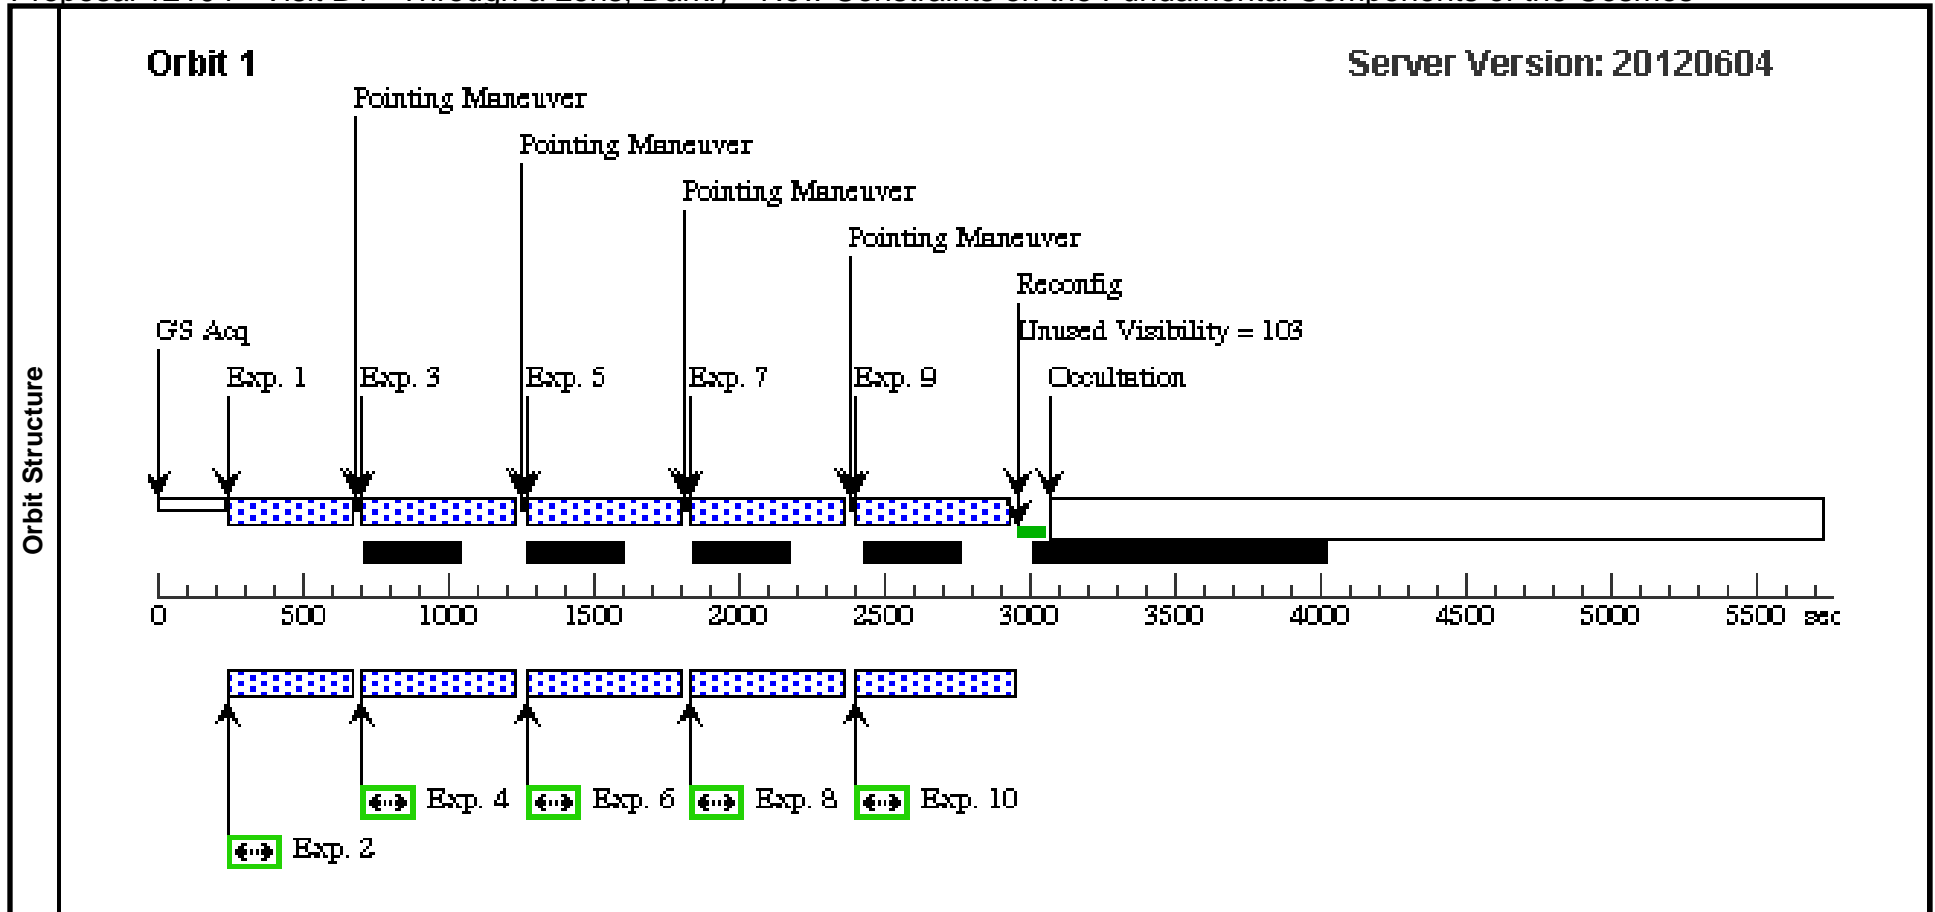 Orbit 1
Server Version: 20120604
Pointing Maneuver
Pointing Maneuver
Pointing Maneuver
Pointing Maneuver
Reconfig
GS Acq
Unused Visibility = 103
Exp. 1
Exp. 3
Exp. 5
Exp. 7
Exp. 9
Occultation
Orbit Structure
0 500 1000 1500 2000 2500 3000 3500 4000 4500 5000 5500 sec
Exp. 4
Exp. 6
Exp. 8
Exp. 10
Exp. 2